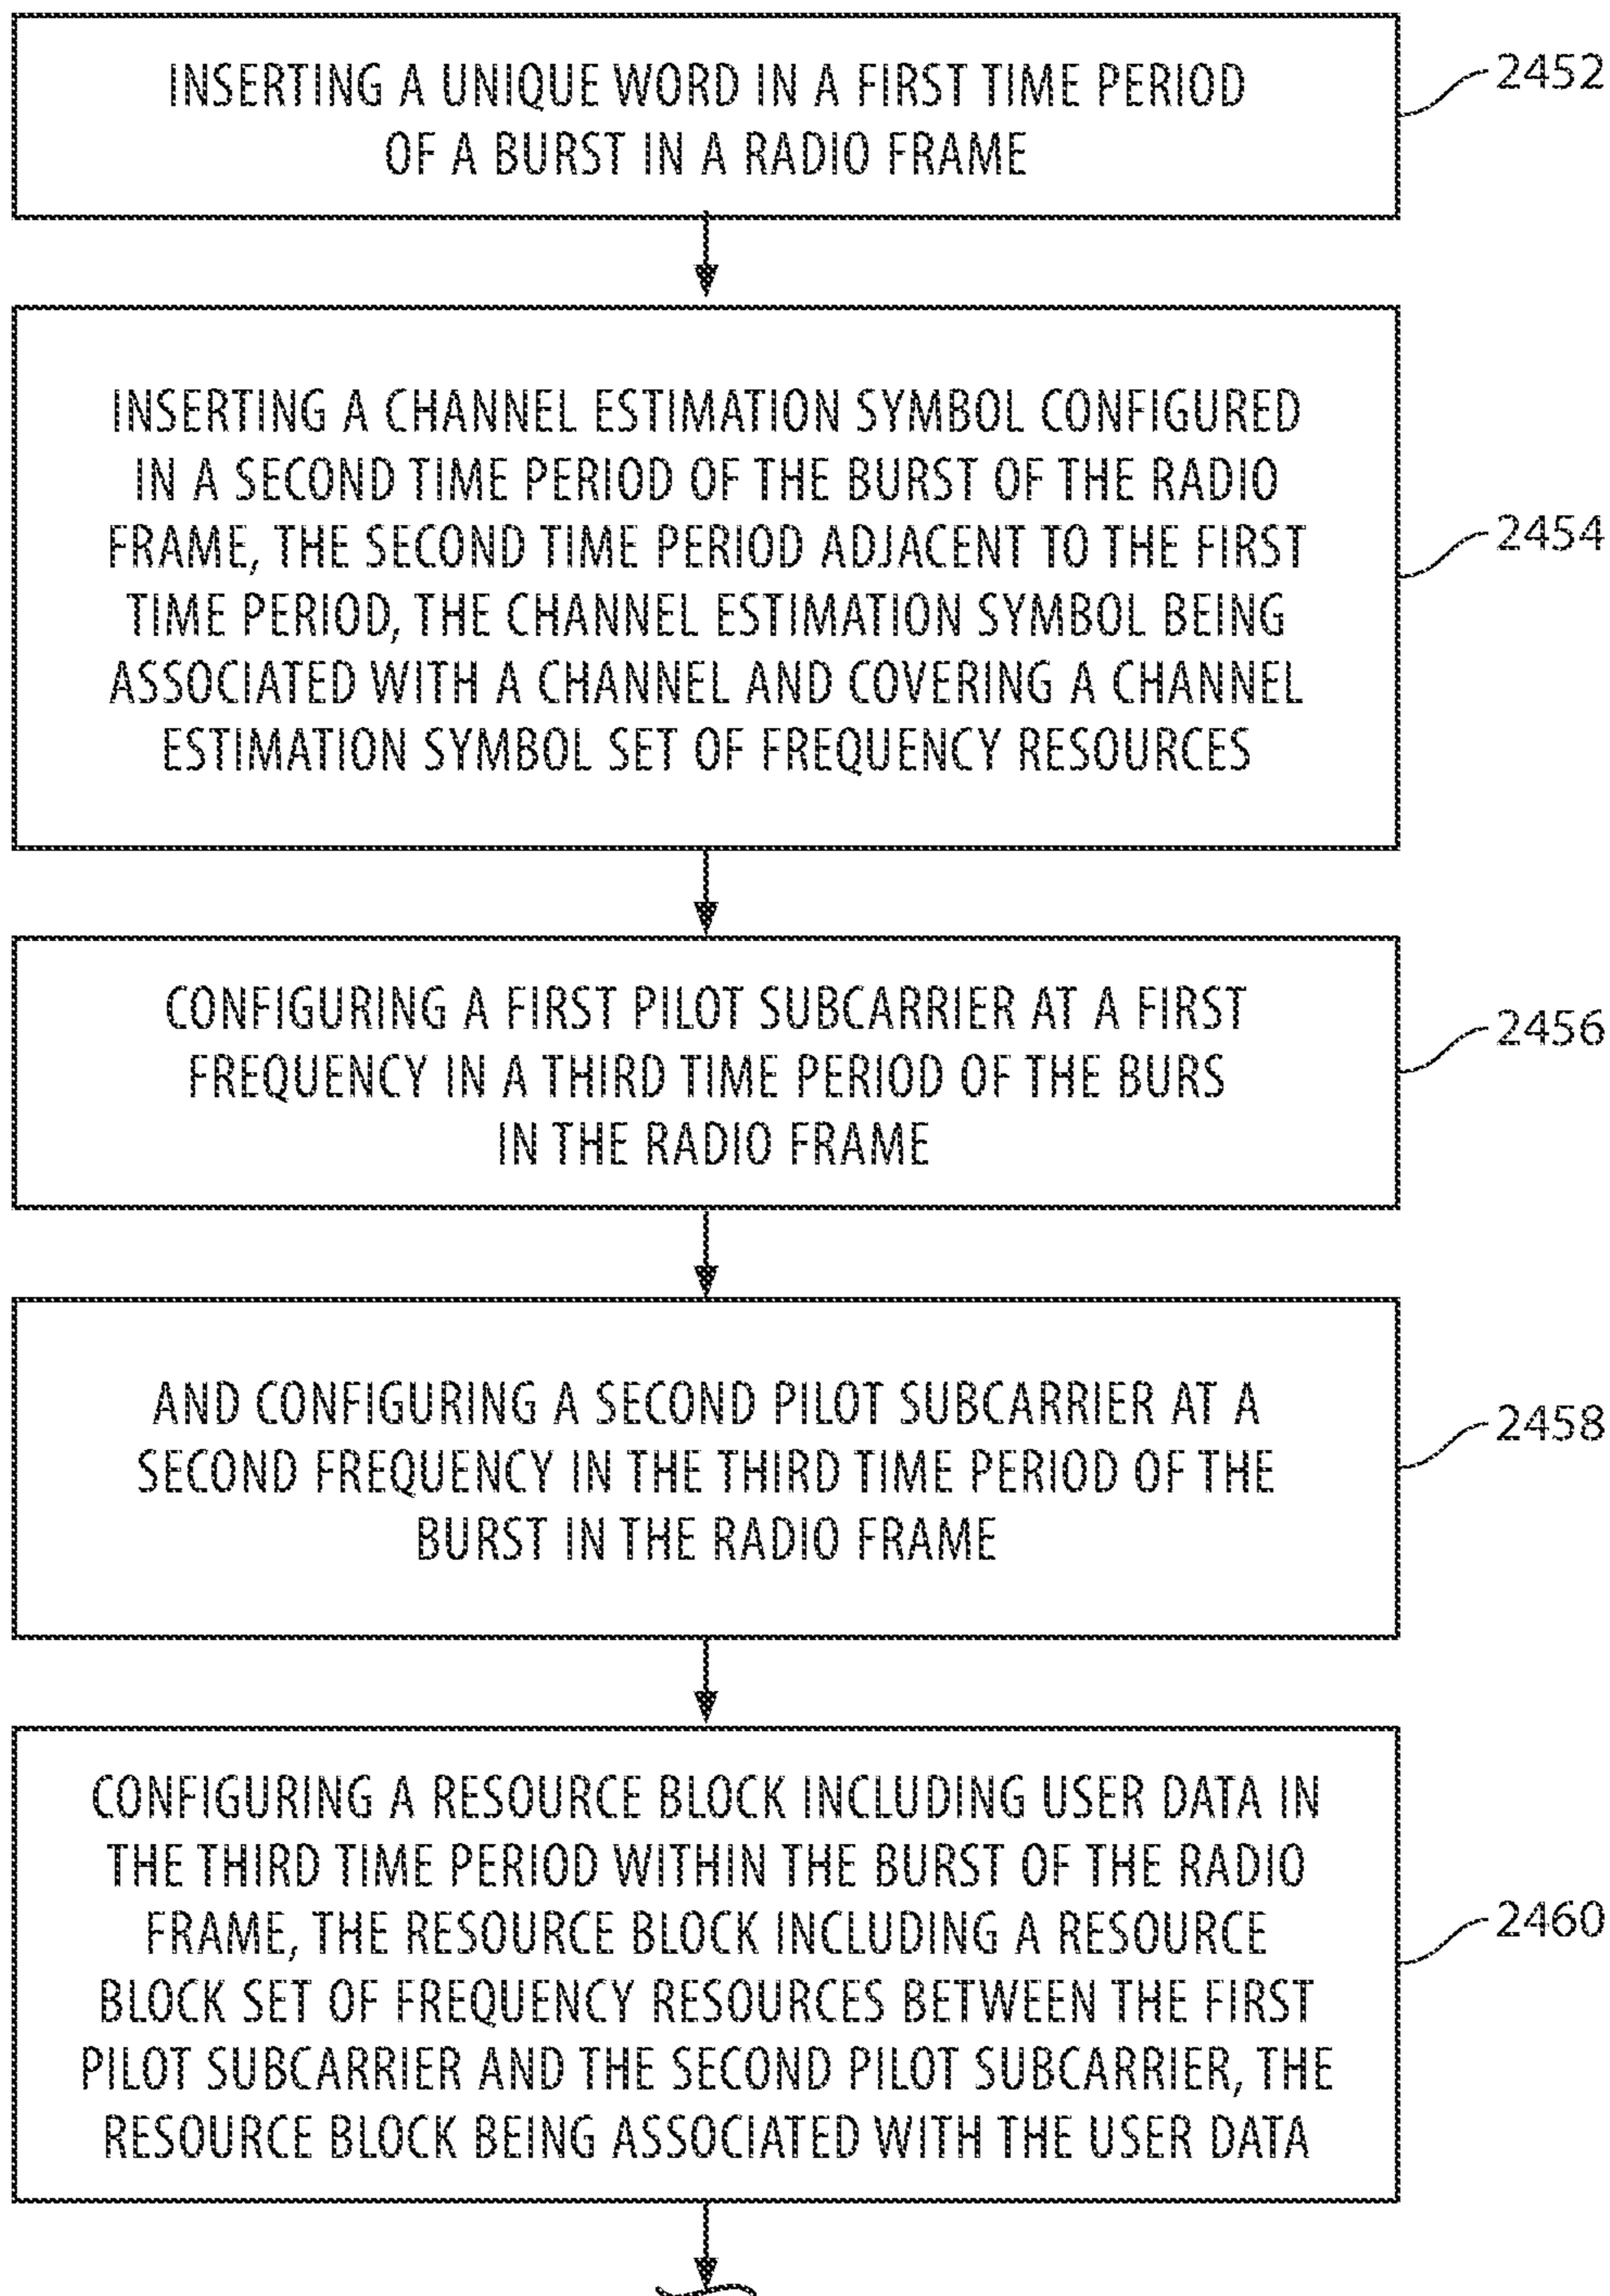 INSERTING A UNIQUE WORD IN A FIRST TIME PERIOD
OF A BURST IN A RADIO FRAME
2452
INSERTING A CHANNEL ESTIMATION SYMBOL CONFIGURED
IN A SECOND TIME PERIOD OF THE BURST OF THE RADIO
FRAME, THE SECOND TIME PERIOD ADJACENT TO THE FIRST
TIME PERIOD, THE CHANNEL ESTIMATION SYMBOL BEING
ASSOCIATED WITH A CHANNEL AND COVERING A CHANNEL
ESTIMATION SYMBOL SET OF FREQUENCY RESOURCES
2454
CONFIGURING A FIRST PILOT SUBCARRIER AT A FIRST
FREQUENCY IN A THIRD TIME PERIOD OF THE BURS
IN THE RADIO FRAME
2456
AND CONFIGURING A SECOND PILOT SUBCARRIER AT A
SECOND FREQUENCY IN THE THIRD TIME PERIOD OF THE
BURST IN THE RADIO FRAME
2458
CONFIGURING A RESOURCE BLOCK INCLUDING USER DATA IN
THE THIRD TIME PERIOD WITHIN THE BURST OF THE RADIO
FRAME, THE RESOURCE BLOCK INCLUDING A RESOURCE
BLOCK SET OF FREQUENCY RESOURCES BETWEEN THE FIRST
PILOT SUBCARRIER AND THE SECOND PILOT SUBCARRIER, THE
RESOURCE BLOCK BEING ASSOCIATED WITH THE USER DATA
2460